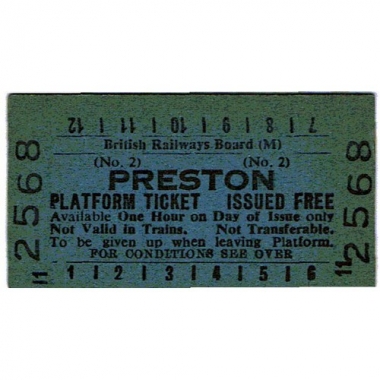 12 11 10 9 8 7
British Railways Board (M)
(No. 2) (No. 2)
PRESTON
PLATFORM TICKET ISSUED FREE
Available One Hour on Day of Issue only
Not Valid in Trains. Not Transferable.
To be given up when leaving Platform.
FOR CONDITIONS SEE OVER
1 2 3 4 5 6
2568
11
2568
11